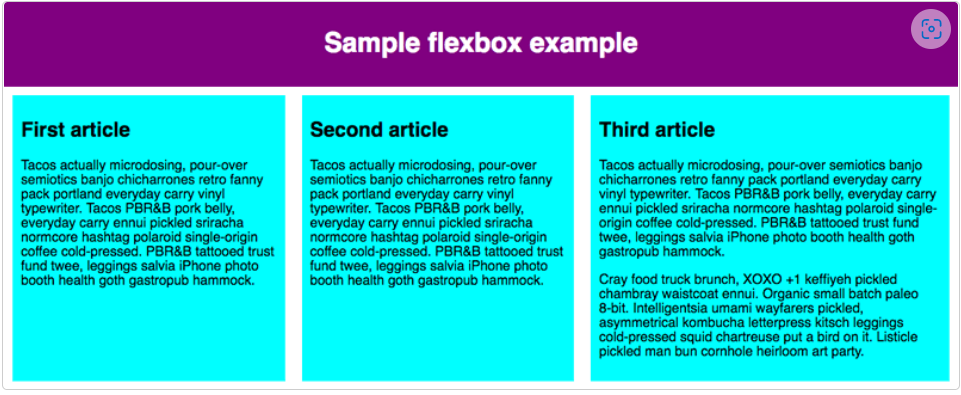 Sample flexbox example
First article
Tacos actually microdosing, pour-over
semiotics banjo chicharrones retro fanny
pack portland everyday carry vinyl
typewriter. Tacos PBR&B pork belly,
everyday carry ennui pickled sriracha
normcore hashtag polaroid single-origin
coffee cold-pressed. PBR&B tattooed trust
fund twee, leggings salvia iPhone photo
booth health goth gastropub hammock.
Second article
Tacos actually microdosing, pour-over
semiotics banjo chicharrones retro fanny
pack portland everyday carry vinyl
typewriter. Tacos PBR&B pork belly,
everyday carry ennui pickled sriracha
normcore hashtag polaroid single-origin
coffee cold-pressed. PBR&B tattooed trust
fund twee, leggings salvia iPhone photo
booth health goth gastropub hammock.
Third article
Tacos actually microdosing, pour-over semiotics banjo
chicharrones retro fanny pack portland everyday carry
vinyl typewriter. Tacos PBR&B pork belly, everyday carry
ennui pickled sriracha normcore hashtag polaroid single-
origin coffee cold-pressed. PBR&B tattooed trust fund
twee, leggings salvia iPhone photo booth health goth
gastropub hammock.
Cray food truck brunch, XOXO +1 keffiyeh pickled
chambray waistcoat ennui. Organic small batch paleo
8-bit. Intelligentsia umami wayfarers pickled,
asymmetrical kombucha letterpress kitsch leggings
cold-pressed squid chartreuse put a bird on it. Listicle
pickled man bun cornhole heirloom art party.